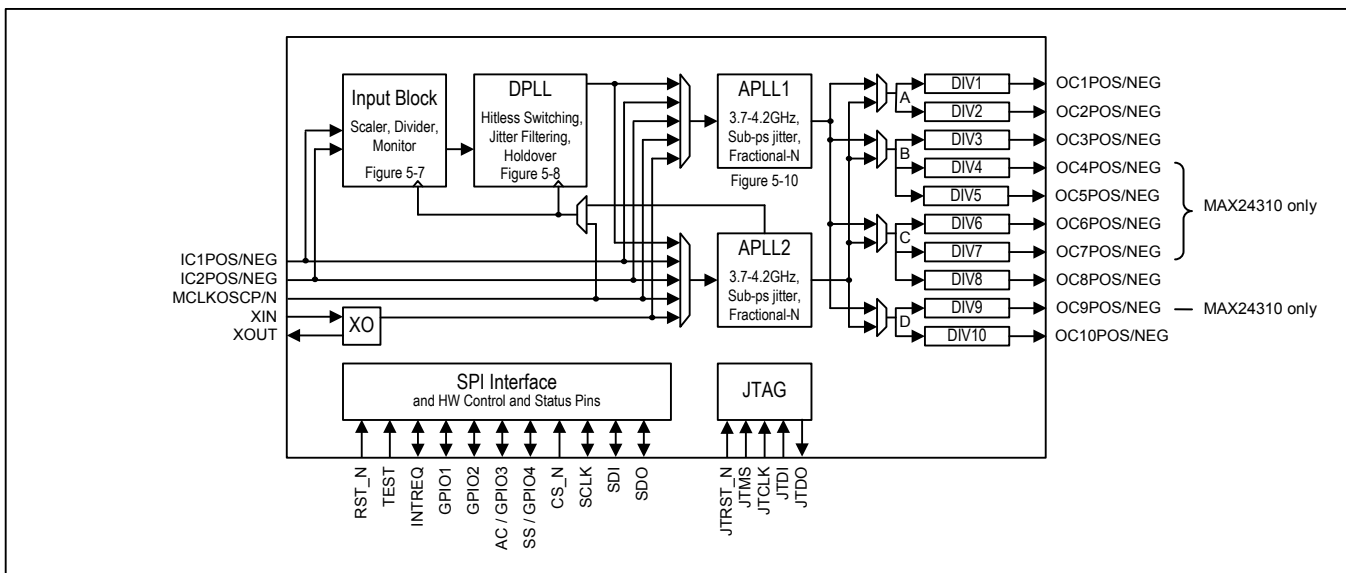 Input Block
Scaler, Divider,
Monitor
Figure 5-7
DPLL
Hitless Switching,
Jitter Filtering,
Holdover
Figure 5-8
APLL1
3.7-4.2GHz,
Sub-ps jitter,
Fractional-N
Figure 5-10
APLL2
3.7-4.2GHz,
Sub-ps jitter,
Fractional-N
A
B
C
D
DIV1
DIV2
DIV3
DIV4
DIV5
DIV6
DIV7
DIV8
DIV9
DIV10
OC1POS/NEG
OC2POS/NEG
OC3POS/NEG
OC4POS/NEG
OC5POS/NEG
OC6POS/NEG
OC7POS/NEG
OC8POS/NEG
OC9POS/NEG
OC10POS/NEG
MAX24310 only
MAX24310 only
IC1POS/NEG
IC2POS/NEG
MCLKOSCP/N
XIN
XOUT
XO
SPI Interface
and HW Control and Status Pins
JTAG
RST_N
TEST
INTREQ
GPIO1
GPIO2
AC / GPIO3
SS / GPIO4
CS_N
SCLK
SDI
SDO
JTRST_N
JTMS
JTCLK
JTDI
JTDO